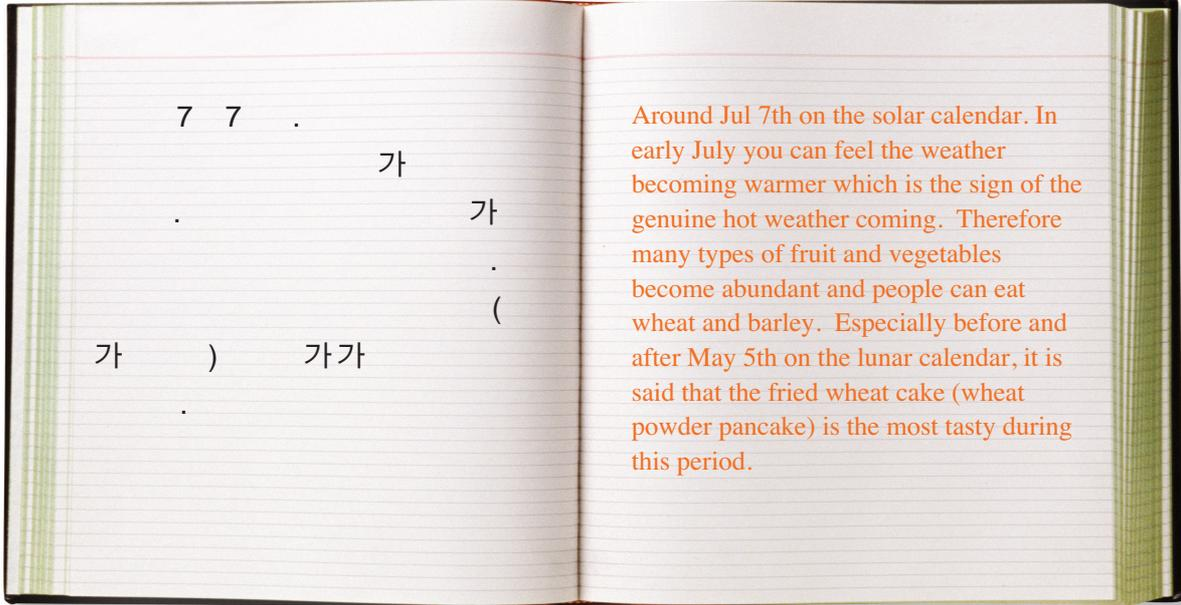 7 7 .
가
. 가
.
(
가 ) 가가
.
Around Jul 7th on the solar calendar. In
early July you can feel the weather
becoming warmer which is the sign of the
genuine hot weather coming.  Therefore
many types of fruit and vegetables
become abundant and people can eat
wheat and barley.  Especially before and
after May 5th on the lunar calendar, it is
said that the fried wheat cake (wheat
powder pancake) is the most tasty during
this period.